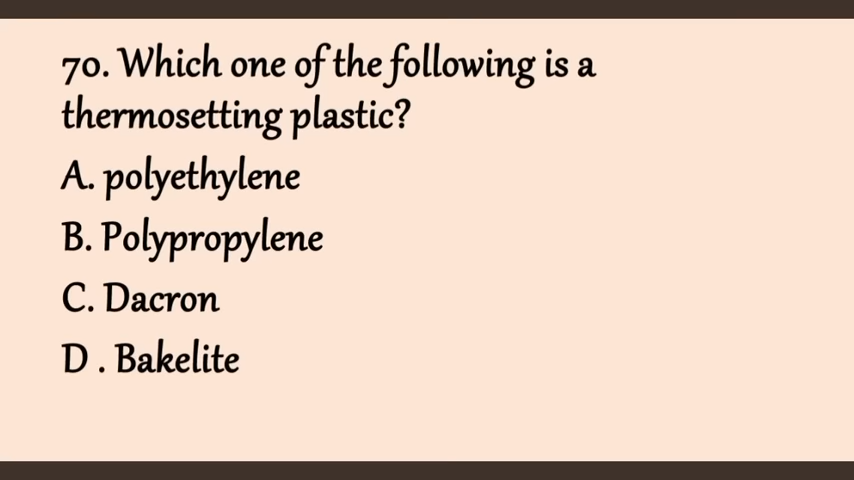 70. Which one of the following is a
thermosetting plastic?
A. polyethylene
B. Polypropylene
C. Dacron
D . Bakelite